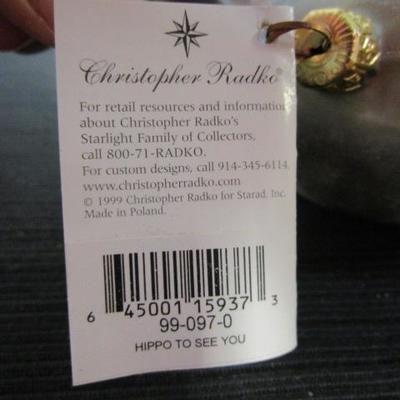 Christopher Radko®
For retail resources and information
about Christopher Radko's
Starlight Family of Collectors,
call 800-71-RADKO.
For custom designs, call 914-345-6114
www.christopherradko.com
© 1999 Christopher Radko for Starad, Inc.
Made in Poland.
6 45001 15937 3
99-097-0
HIPPO TO SEE YOU